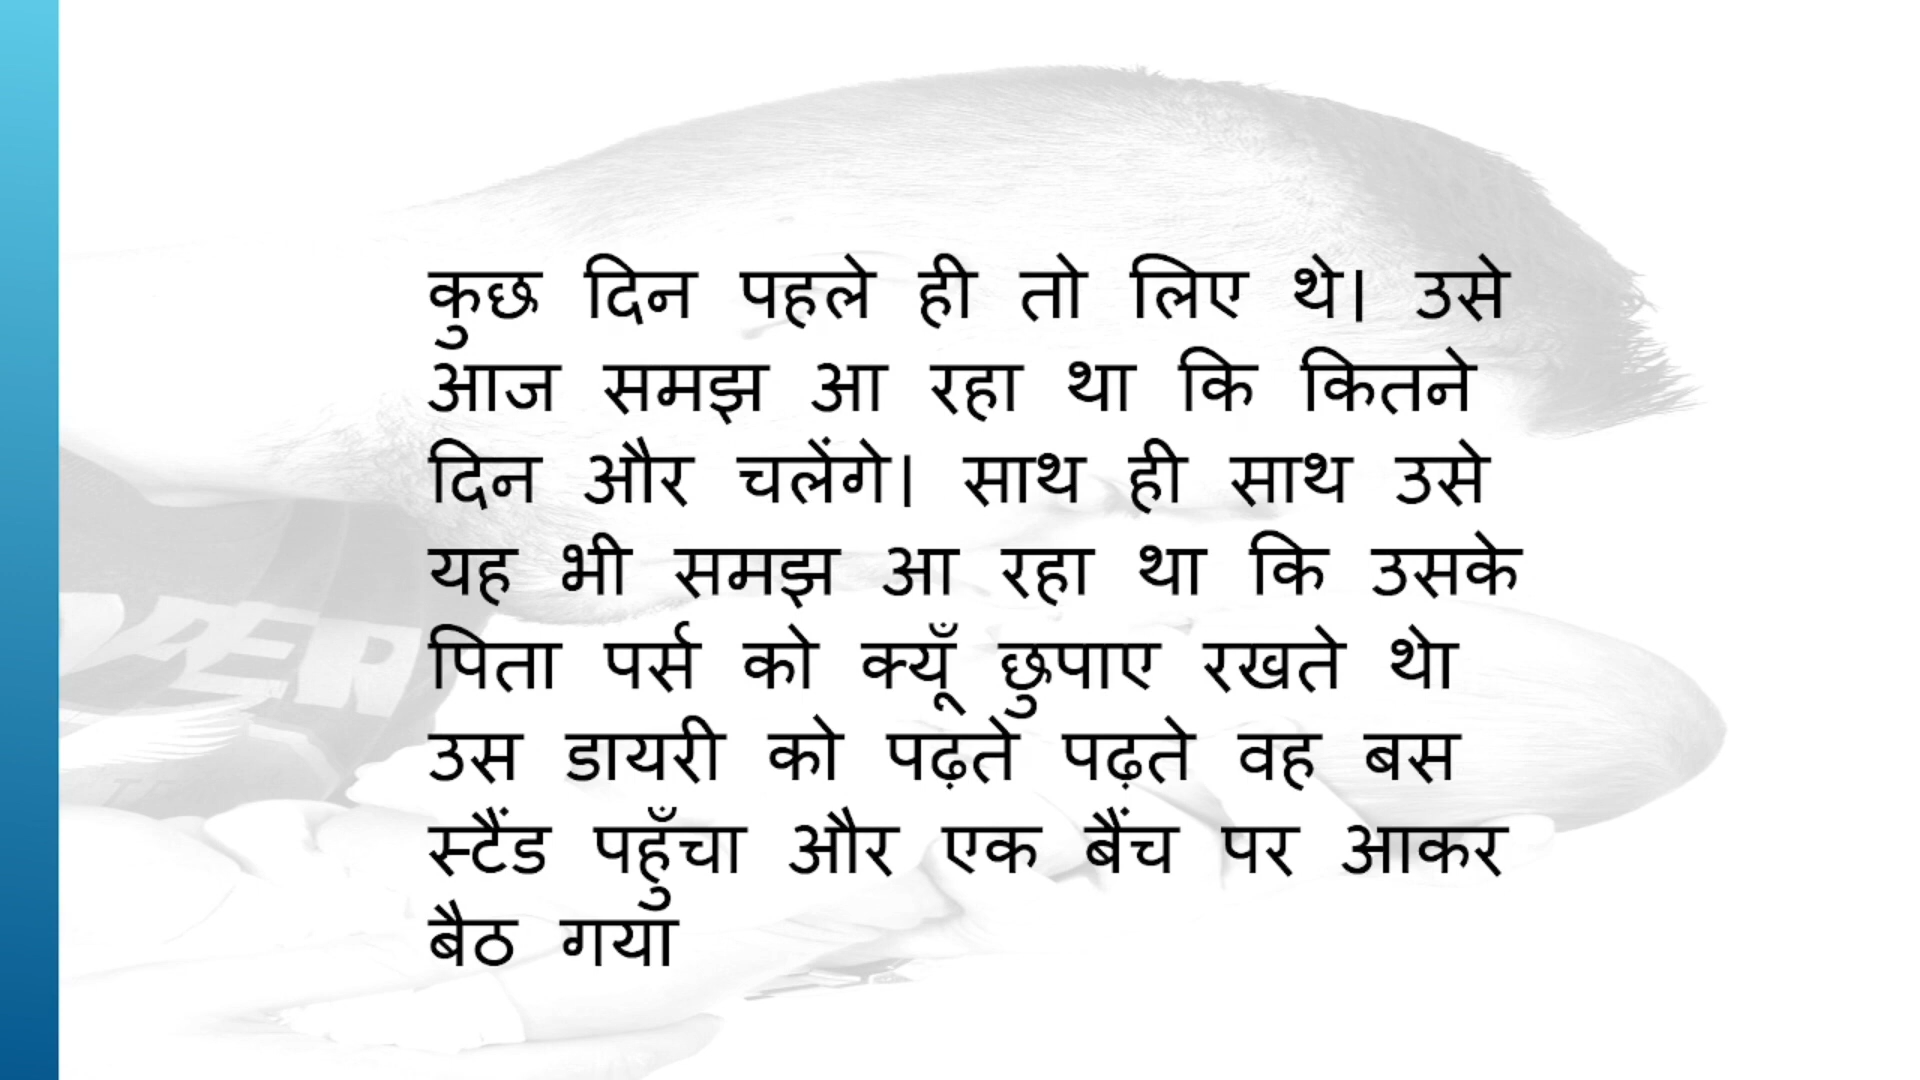 कुछ दिन पहले ही तो लिए थे। उसे
आज समझ आ रहा था कि कितने
दिन और चलेंगे। साथ ही साथ उसे
यह भी समझ आ रहा था कि उसके
पिता पर्स को क्यूँ छुपाए रखते थेा
उस डायरी को पढ़ते पढ़ते वह बस
स्टैंड पहुँचा और एक बैंच पर आकर
बैठ गया